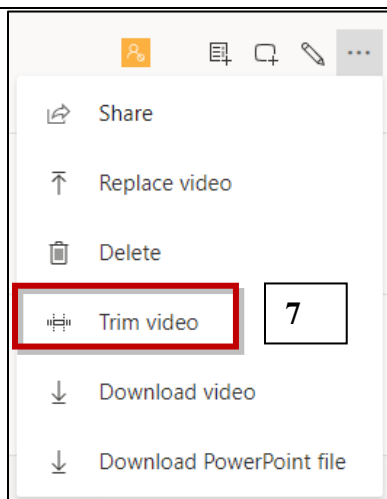 Share
Replace video
Delete
Trim video
7
Download video
Download PowerPoint file